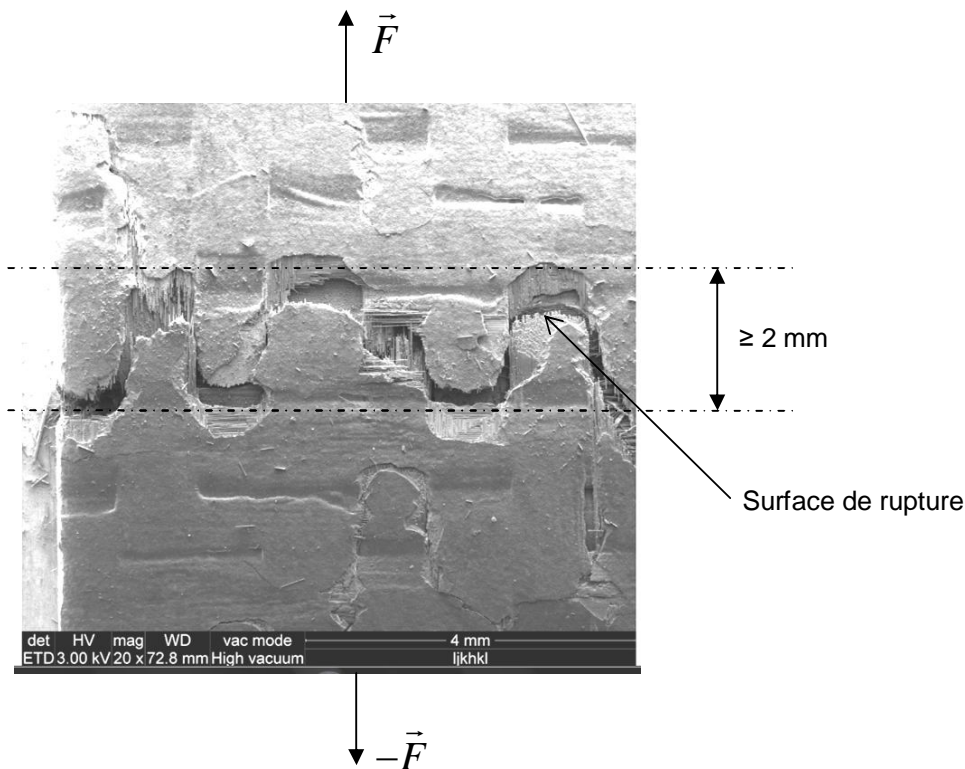 F
≥ 2 mm
Surface de rupture
det HV mag WD vac mode 4 mm
ETD 3.00 kV 20 x 72.8 mm High vacuum ljkhkl
−F